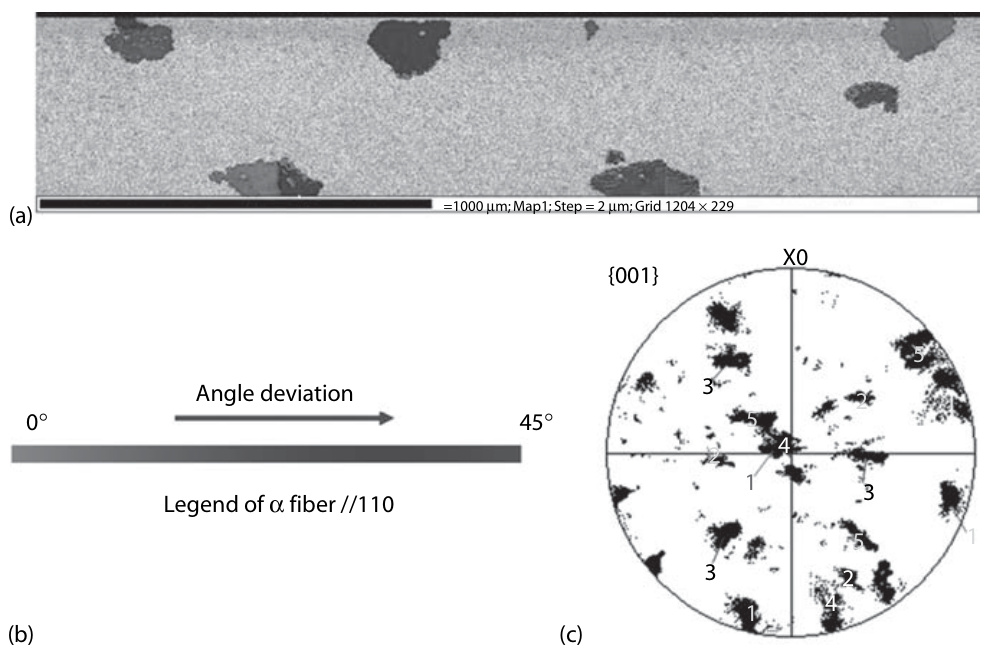 (a)
=1000 μm; Map1; Step = 2 μm; Grid 1204 × 229
X0
{001}
Angle deviation
0°
45°
Legend of α fiber //110
5
3
2
5
4
2
1
3
1
5
3
2
4
1
(b)
(c)